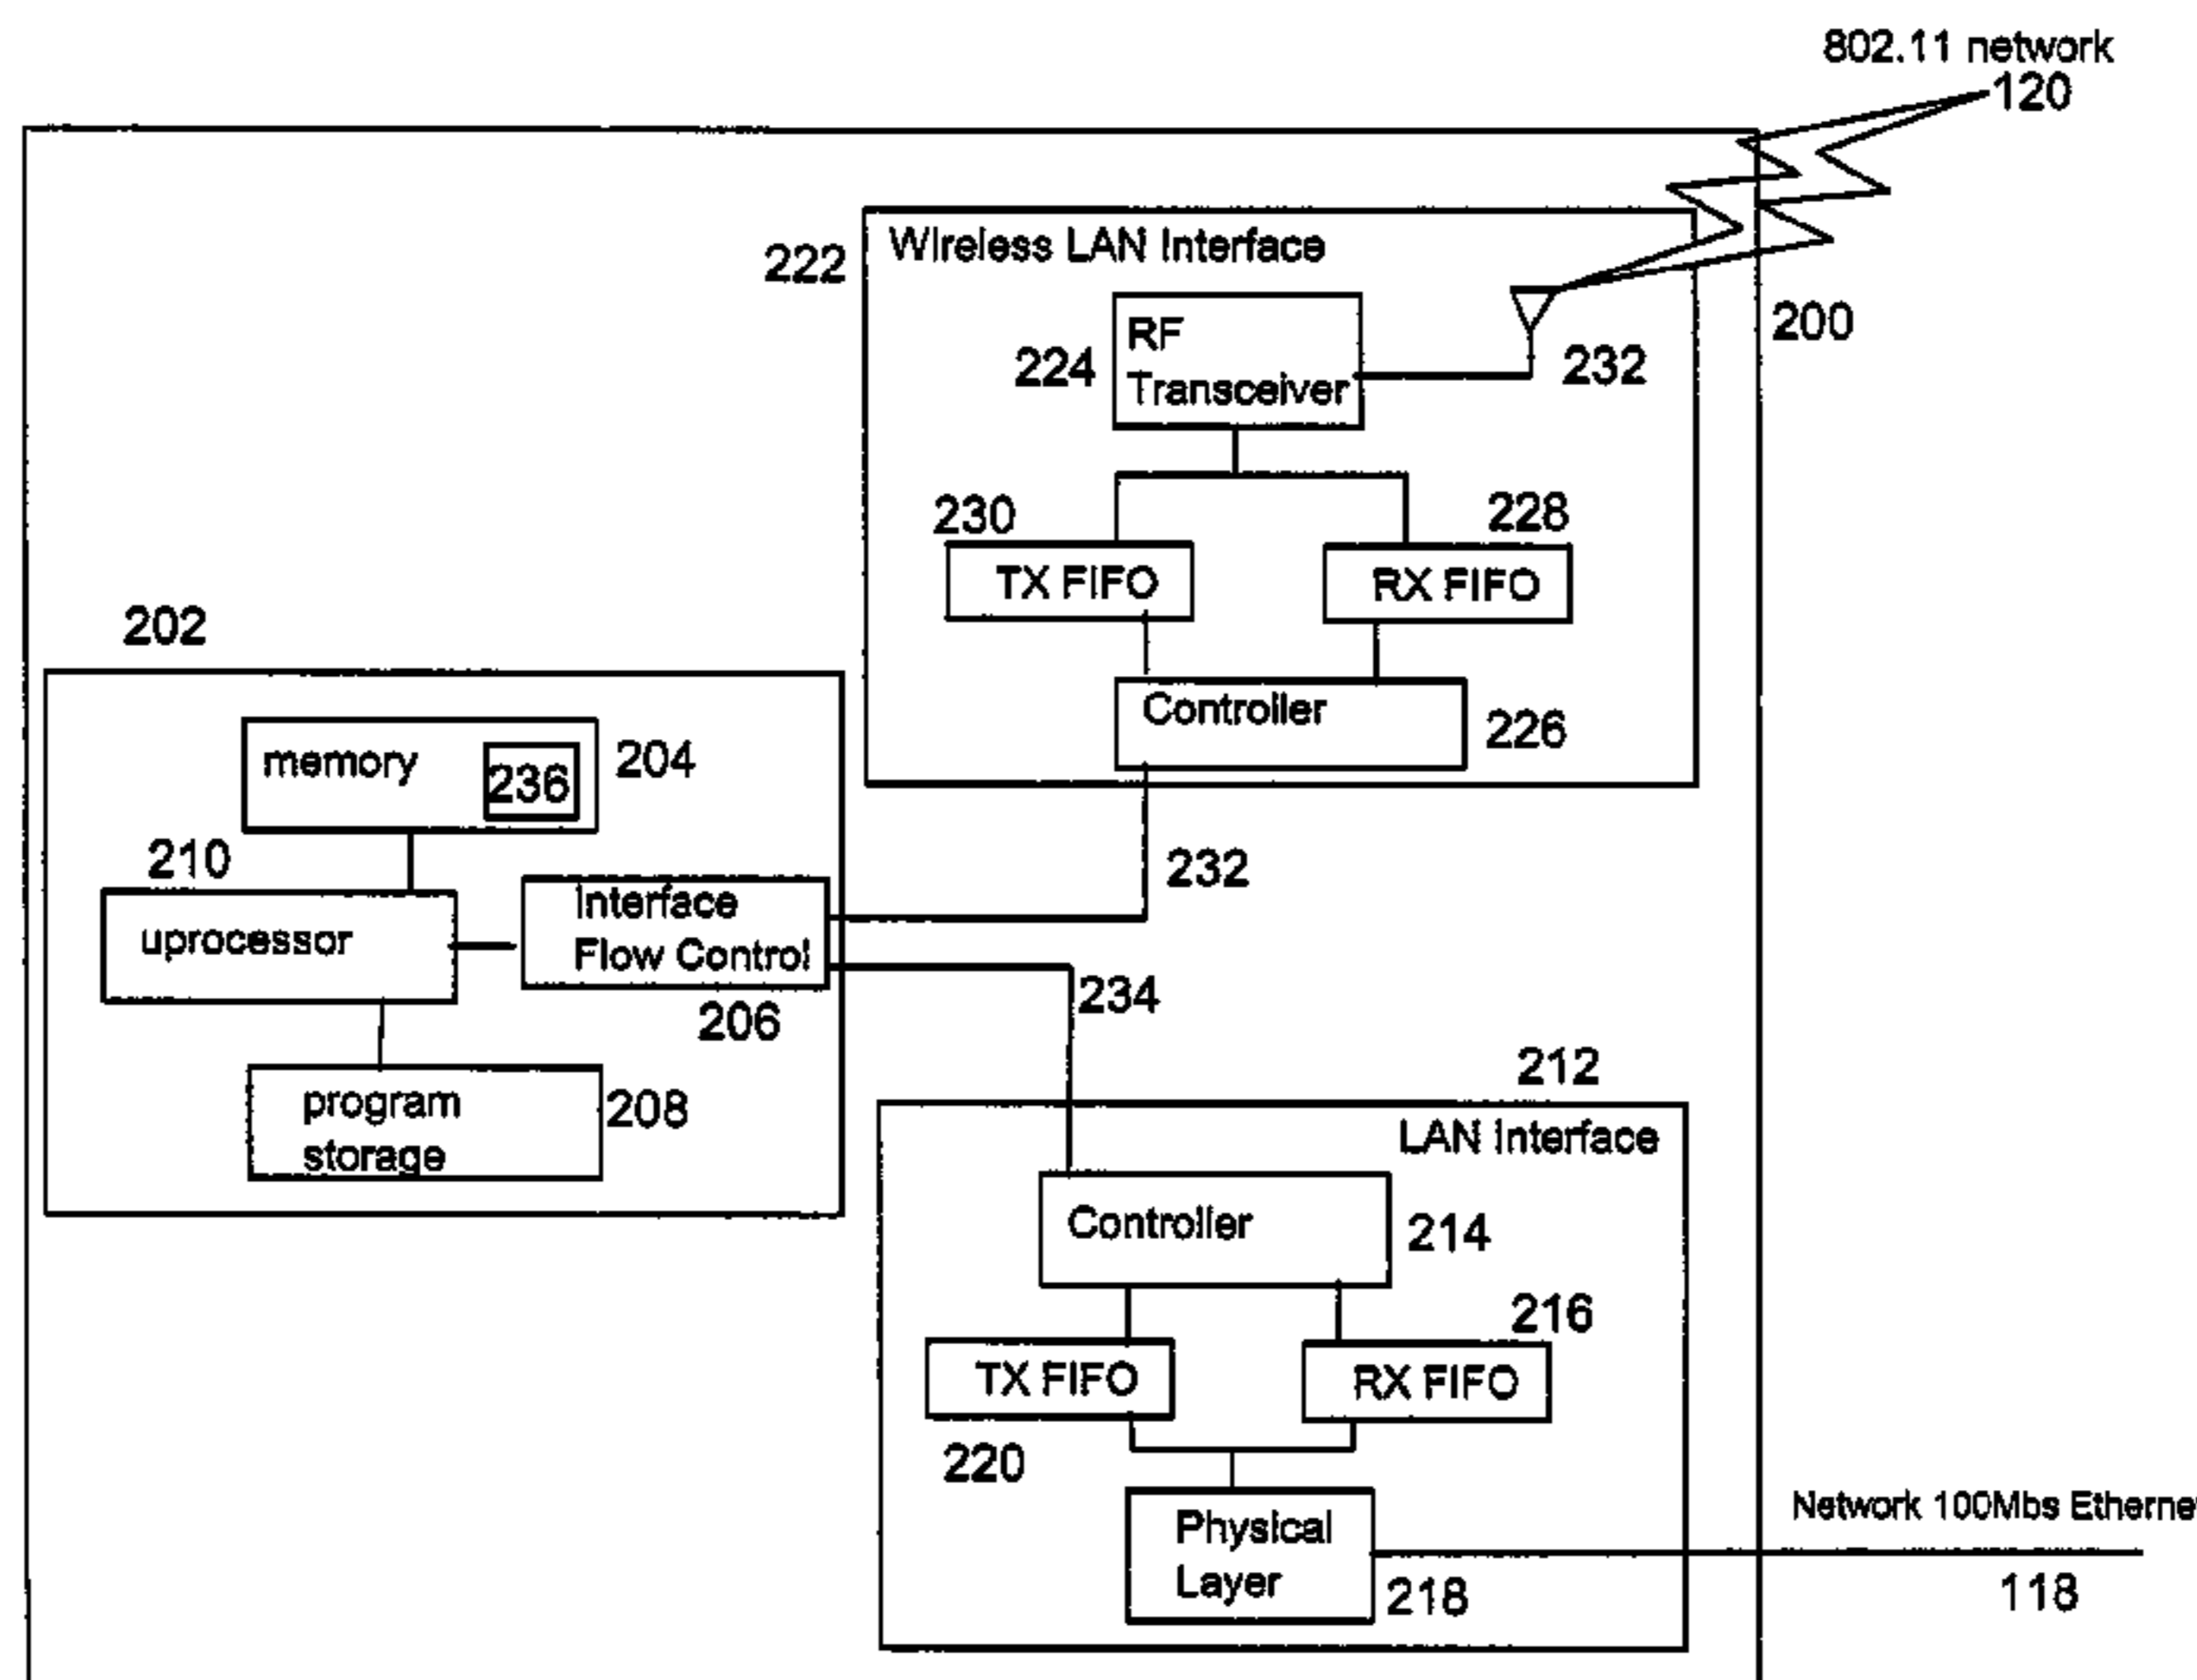 802.11 network
120
Wireless LAN Interface
222
RF
Transceiver
224
232
200
230
228
TX FIFO
RX FIFO
202
Controller
226
memory
236
204
210
232
uprocessor
Interface
Flow Control
206
234
program
storage
208
212
LAN Interface
Controller
214
216
TX FIFO
RX FIFO
220
Physical
Layer
218
Network 100Mbs Etherne
118